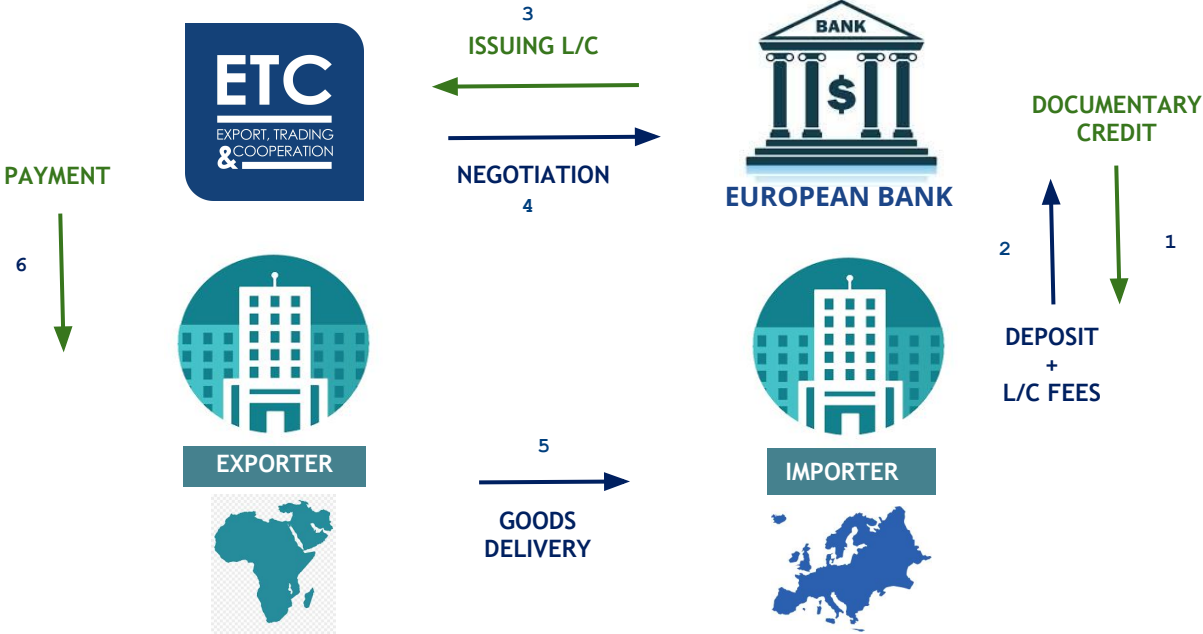 3
ISSUING L/C
ETC
EXPORT, TRADING
& COOPERATION
NEGOTIATION
4
BANK
$
EUROPEAN BANK
DOCUMENTARY
CREDIT
1
2
DEPOSIT
+
L/C FEES
PAYMENT
6
EXPORTER
5
GOODS
DELIVERY
IMPORTER